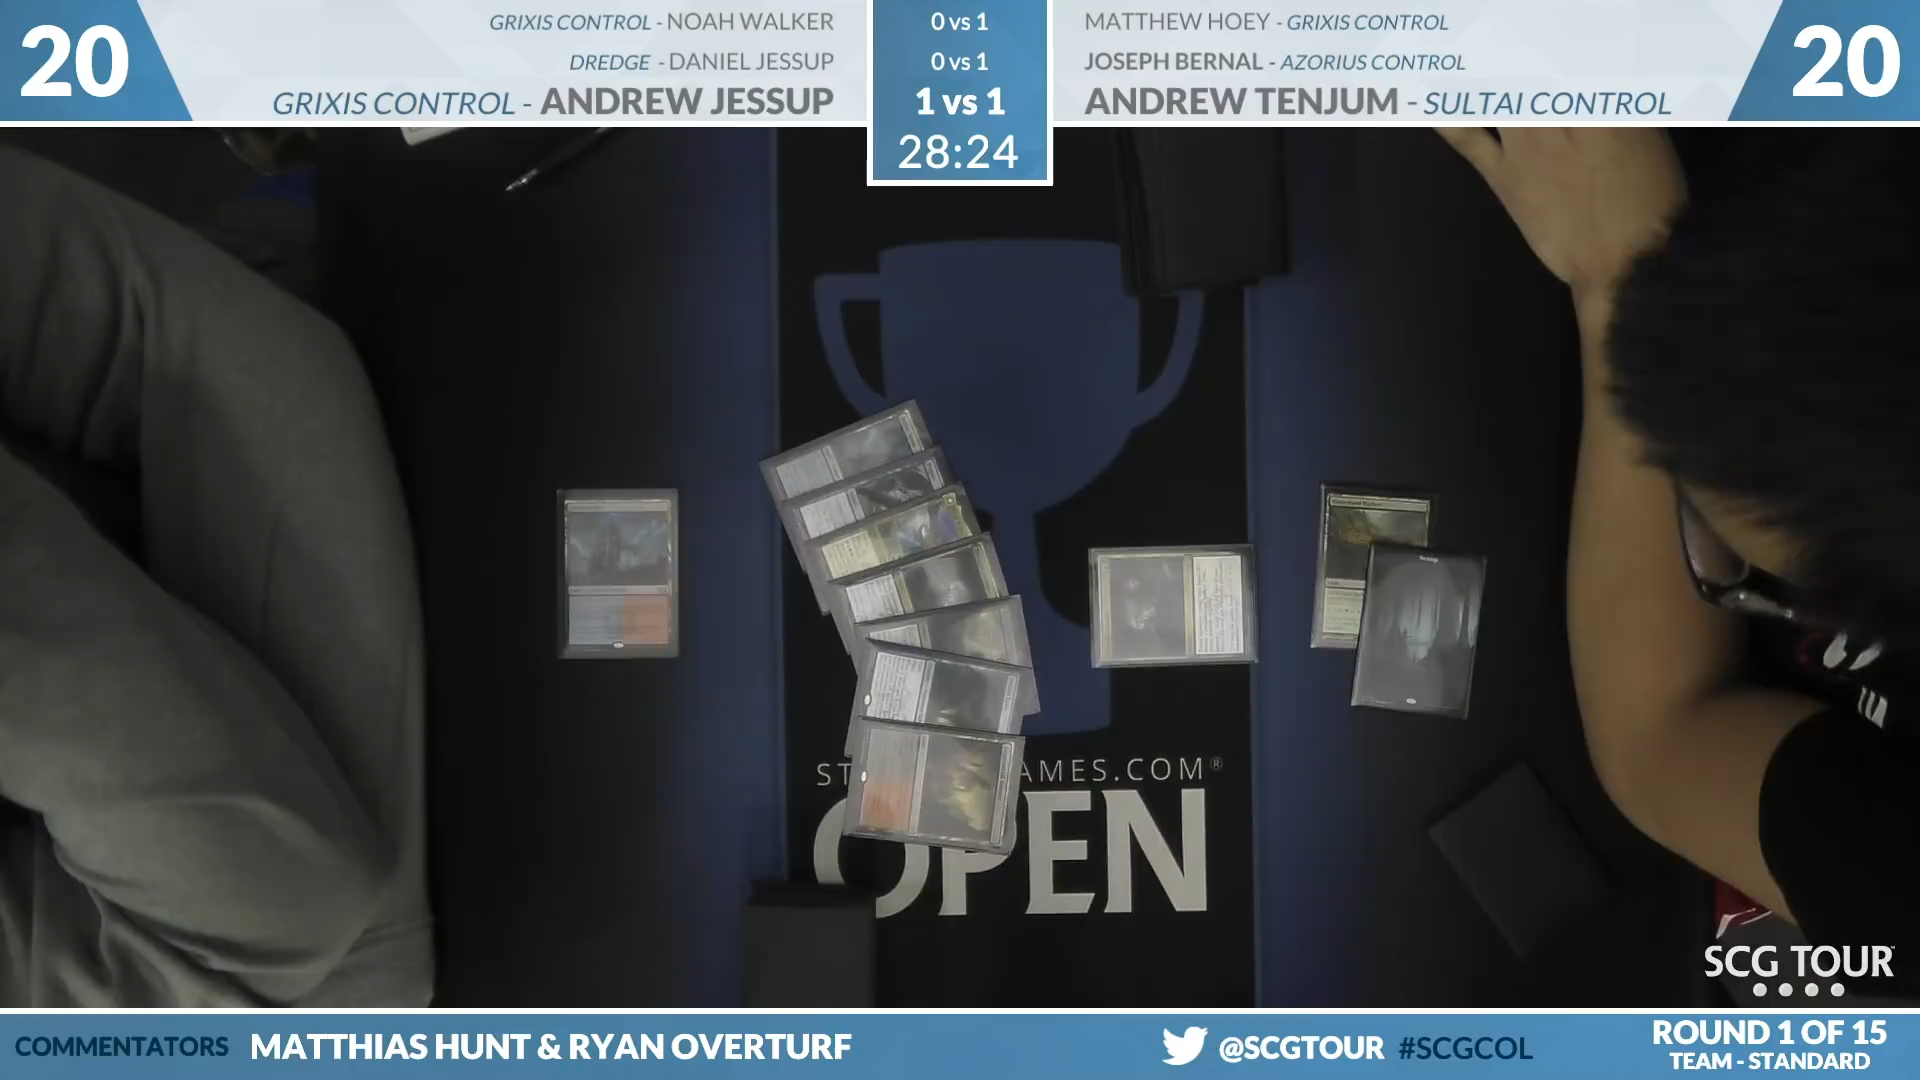 20
GRIXIS CONTROL - NOAH WALKER
DREDGE - DANIEL JESSUP
GRIXIS CONTROL - ANDREW JESSUP
0 vs 1
0 vs 1
1 vs 1
28:24
MATTHEW HOEY - GRIXIS CONTROL
JOSEPH BERNAL - AZORIUS CONTROL
ANDREW TENJUM - SULTAI CONTROL
20
ST AMES.COM®
OPEN
SCG TOUR
COMMENTATORS MATTHIAS HUNT & RYAN OVERTURF
@SCGTOUR #SCGCOL
ROUND 1 OF 15
TEAM - STANDARD